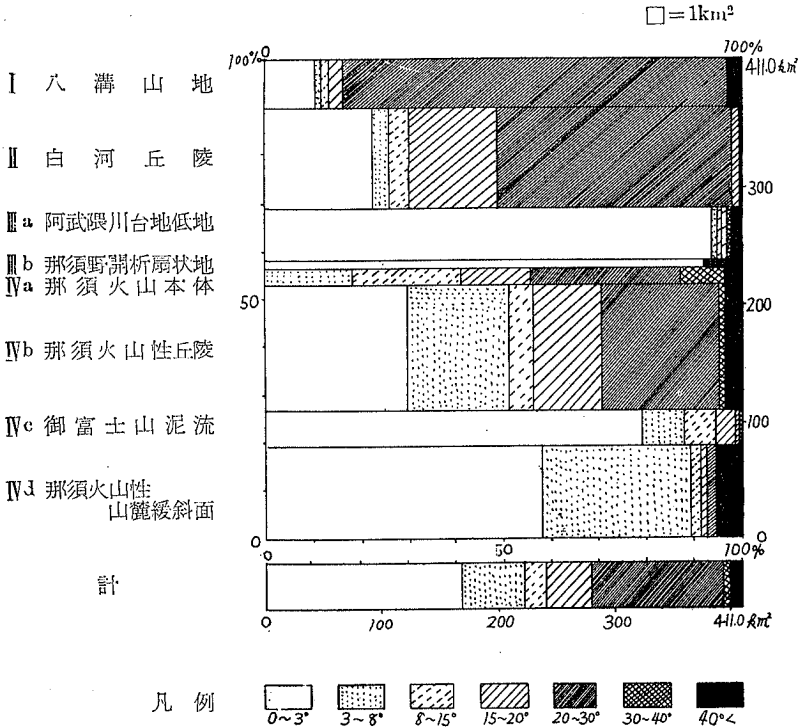 □=1km²
100% 0 100%
411.0km²
I 八溝山地
II 白河丘陵
300
IIIa 阿武隈川台地低地
IIIb 那須野開析扇状地
IVa 那須火山本体
50 200
IVb 那須火山性丘陵
IVc 御富士山泥流
100
IVd 那須火山性
山麓緩斜面
0 0
0 50 100%
計
0 100 200 300 411.0km²
凡例
0~3° 3~8° 8~15° 15~20° 20~30° 30~40° 40°<